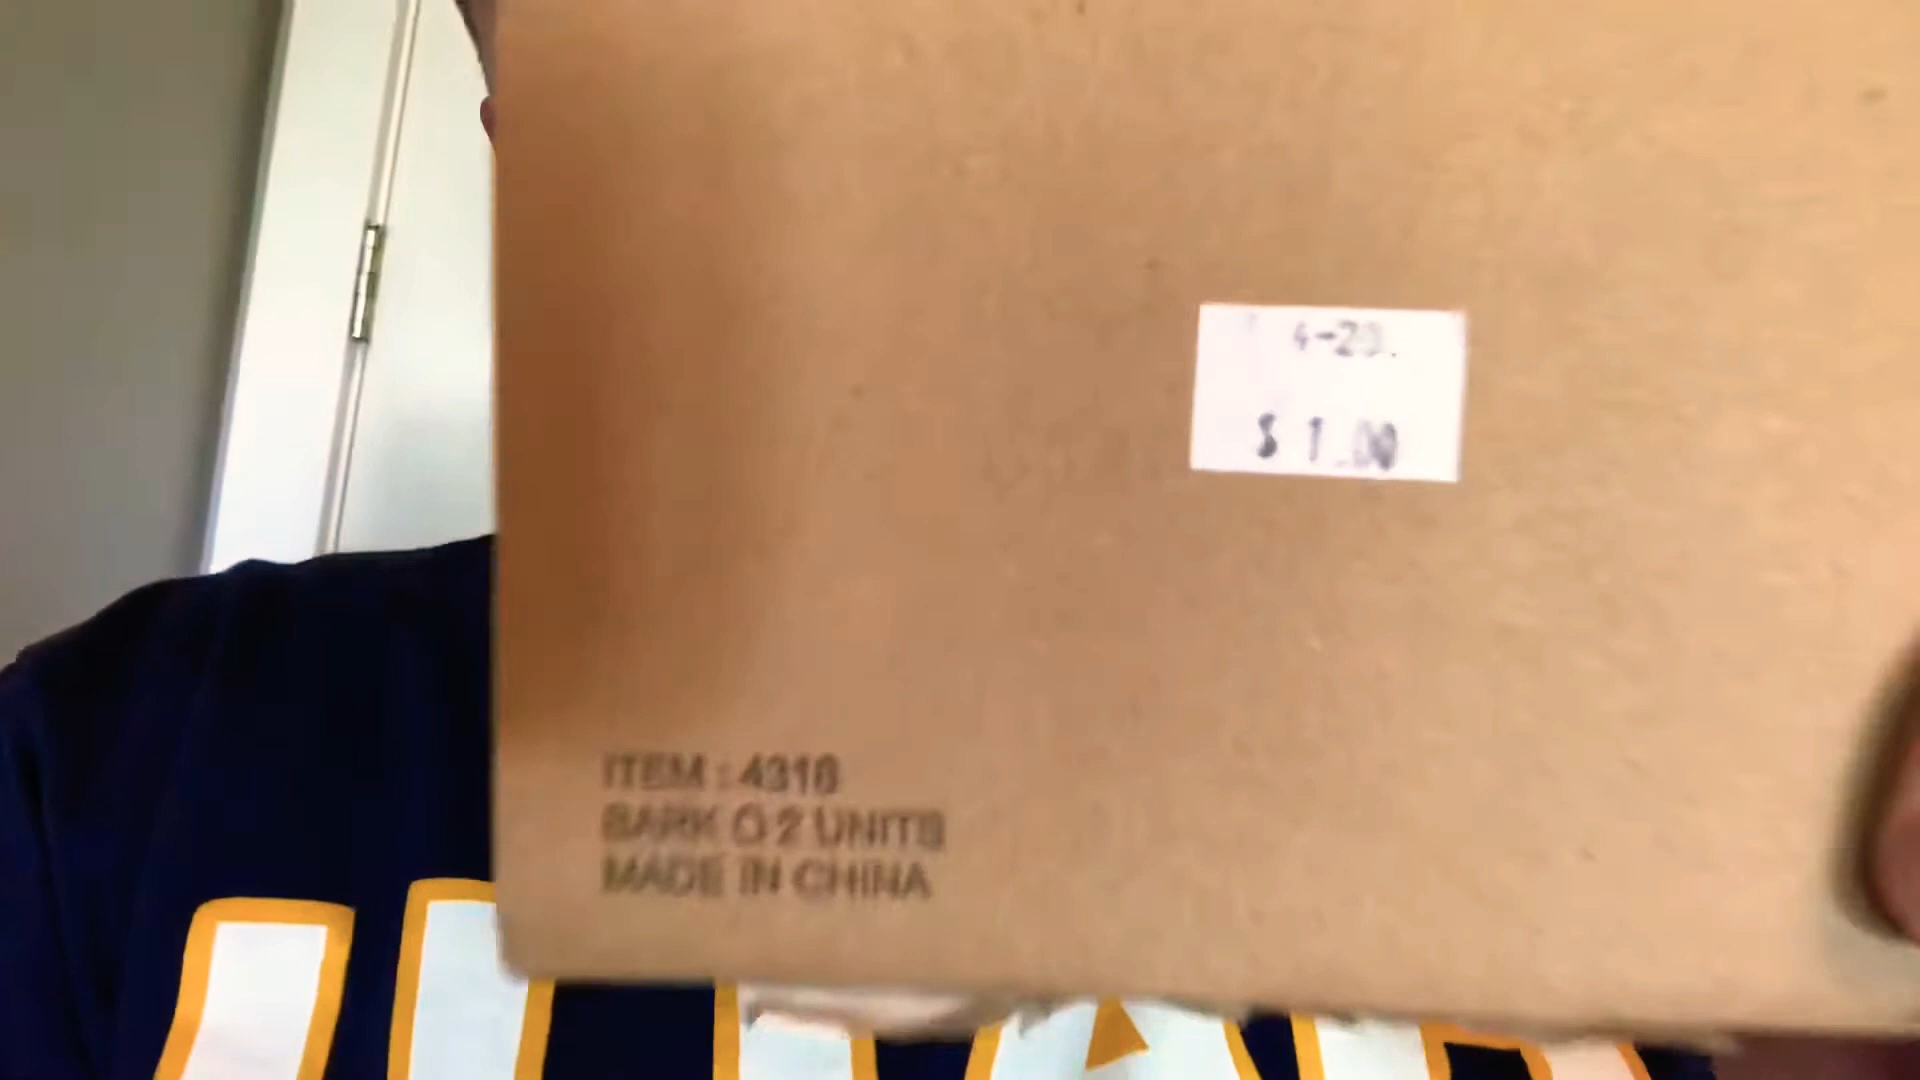 4-20.
$ 1.00
ITEM : 4316
BARK O 2 UNITS
MADE IN CHINA